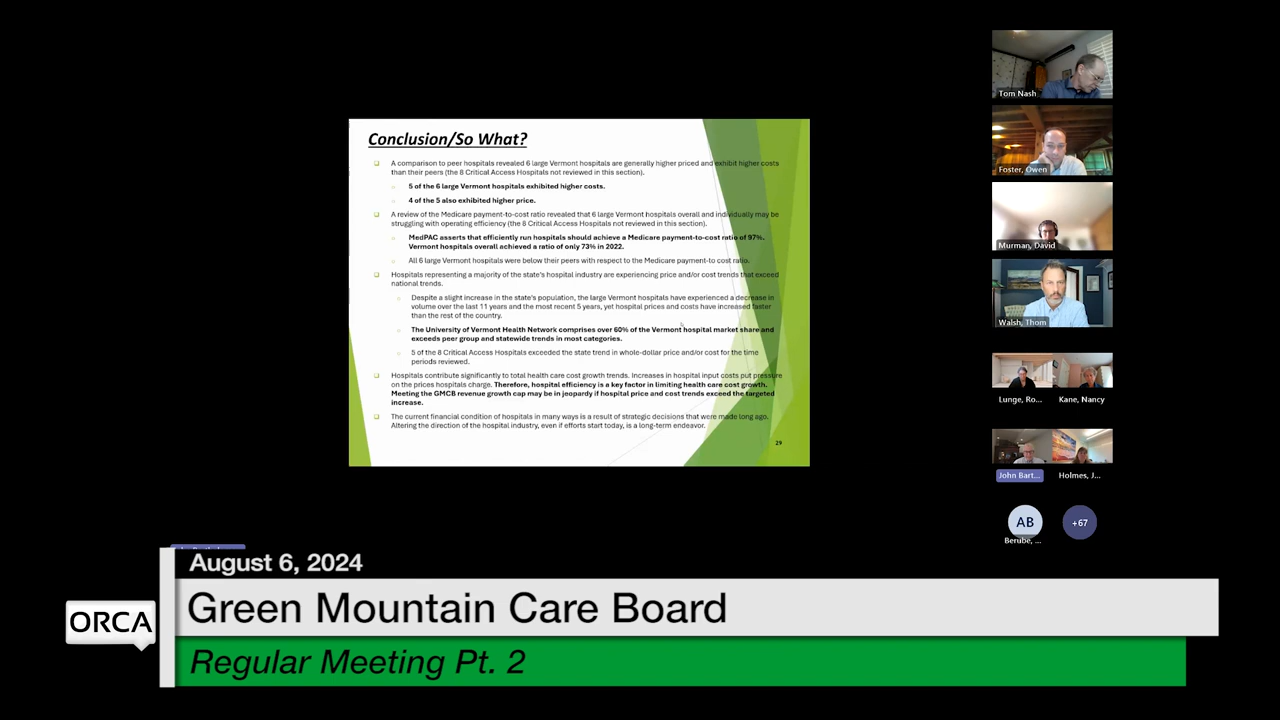 Conclusion/So What?
A comparison to peer hospitals revealed 6 large Vermont hospitals are generally higher priced and exhibit higher costs
than their peers (the 8 Critical Access Hospitals not reviewed in this section).
5 of the 6 large Vermont hospitals exhibited higher costs.
4 of the 5 also exhibited higher price.
A review of the Medicare payment-to-cost ratio revealed that 6 large Vermont hospitals overall and individually may be
struggling with operating efficiency (the 8 Critical Access Hospitals not reviewed in this section).
MedPAC asserts that efficiently run hospitals should achieve a Medicare payment-to-cost ratio of 97%.
Vermont hospitals overall achieved a ratio of only 73% in 2022.
All 6 large Vermont hospitals were below their peers with respect to the Medicare payment-to cost ratio.
Hospitals representing a majority of the state's hospital industry are experiencing price and/or cost trends that exceed
national trends.
Despite a slight increase in the state's population, the large Vermont hospitals have experienced a decrease in
volume over the last 11 years and the most recent 5 years, yet hospital prices and costs have increased faster
than the rest of the country.
The University of Vermont Health Network comprises over 60% of the Vermont hospital market share and
exceeds peer group and statewide trends in most categories.
5 of the 8 Critical Access Hospitals exceeded the state trend in whole-dollar price and/or cost for the time
periods reviewed.
Hospitals contribute significantly to total health care cost growth trends. Increases in hospital input costs put pressure
on the prices hospitals charge. Therefore, hospital efficiency is a key factor in limiting health care cost growth.
Meeting the GMCB revenue growth cap may be in jeopardy if hospital price and cost trends exceed the targeted
increase.
The current financial condition of hospitals in many ways is a result of strategic decisions that were made long ago.
Altering the direction of the hospital industry, even if efforts start today, is a long-term endeavor.
29
Tom Nash
Foster, Owen
Murman, David
Walsh, Thom
Lunge, Ro...
Kane, Nancy
John Bart...
Holmes, J...
AB
+67
Berube, ...
August 6, 2024
ORCA
Green Mountain Care Board
Regular Meeting Pt. 2